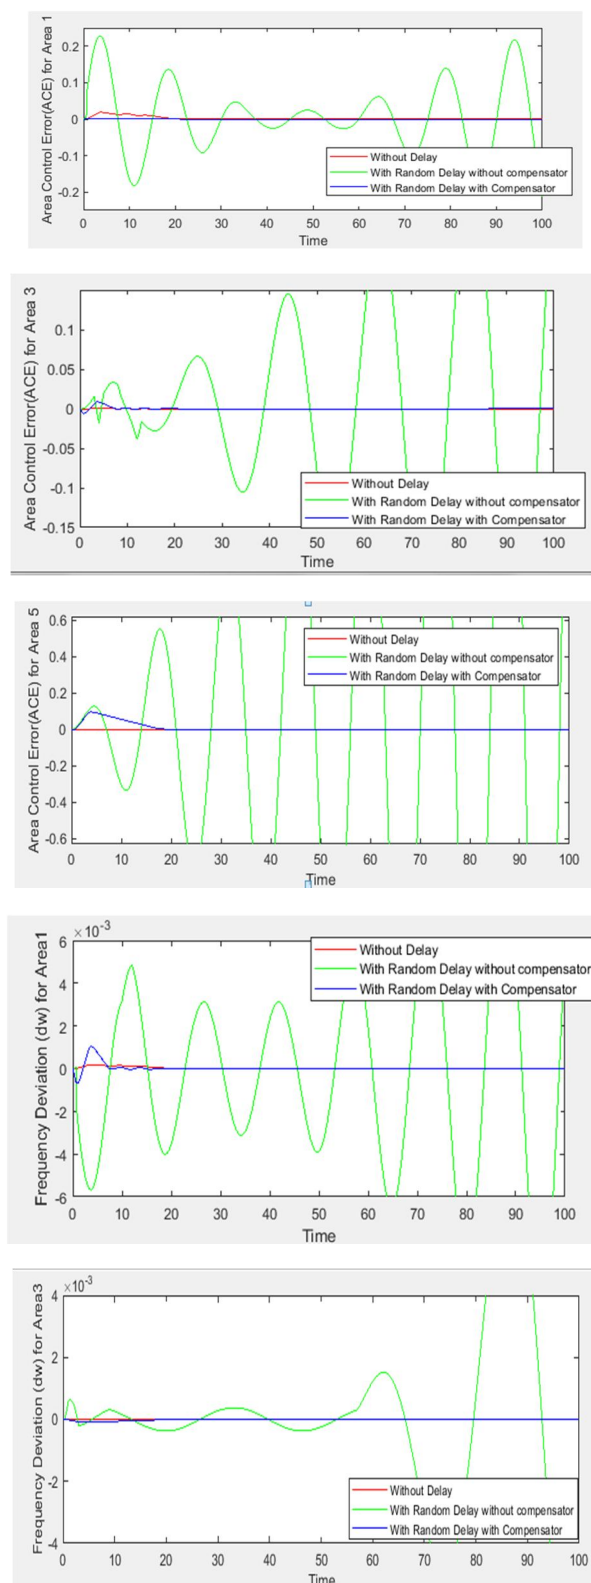 Area Control Error(ACE) for Area 1
0.2
0.1
0
-0.1
-0.2
Without Delay
With Random Delay without compensator
With Random Delay with Compensator
0 10 20 30 40 50 60 70 80 90 100
Time
Area Control Error(ACE) for Area 3
0.1
0.05
0
-0.05
-0.1
-0.15
Without Delay
With Random Delay without compensator
With Random Delay with Compensator
0 10 20 30 40 50 60 70 80 90 100
Time
Area Control Error(ACE) for Area 5
0.6
0.4
0.2
0
-0.2
-0.4
-0.6
Without Delay
With Random Delay without compensator
With Random Delay with Compensator
0 10 20 30 40 50 60 70 80 90 100
Time
Frequency Deviation (dw) for Area1
×10⁻³
6
4
2
0
-2
-4
-6
Without Delay
With Random Delay without compensator
With Random Delay with Compensator
0 10 20 30 40 50 60 70 80 90 100
Time
Frequency Deviation (dw) for Area3
×10⁻³
4
2
0
-2
-4
Without Delay
With Random Delay without compensator
With Random Delay with Compensator
0 10 20 30 40 50 60 70 80 90 100
Time